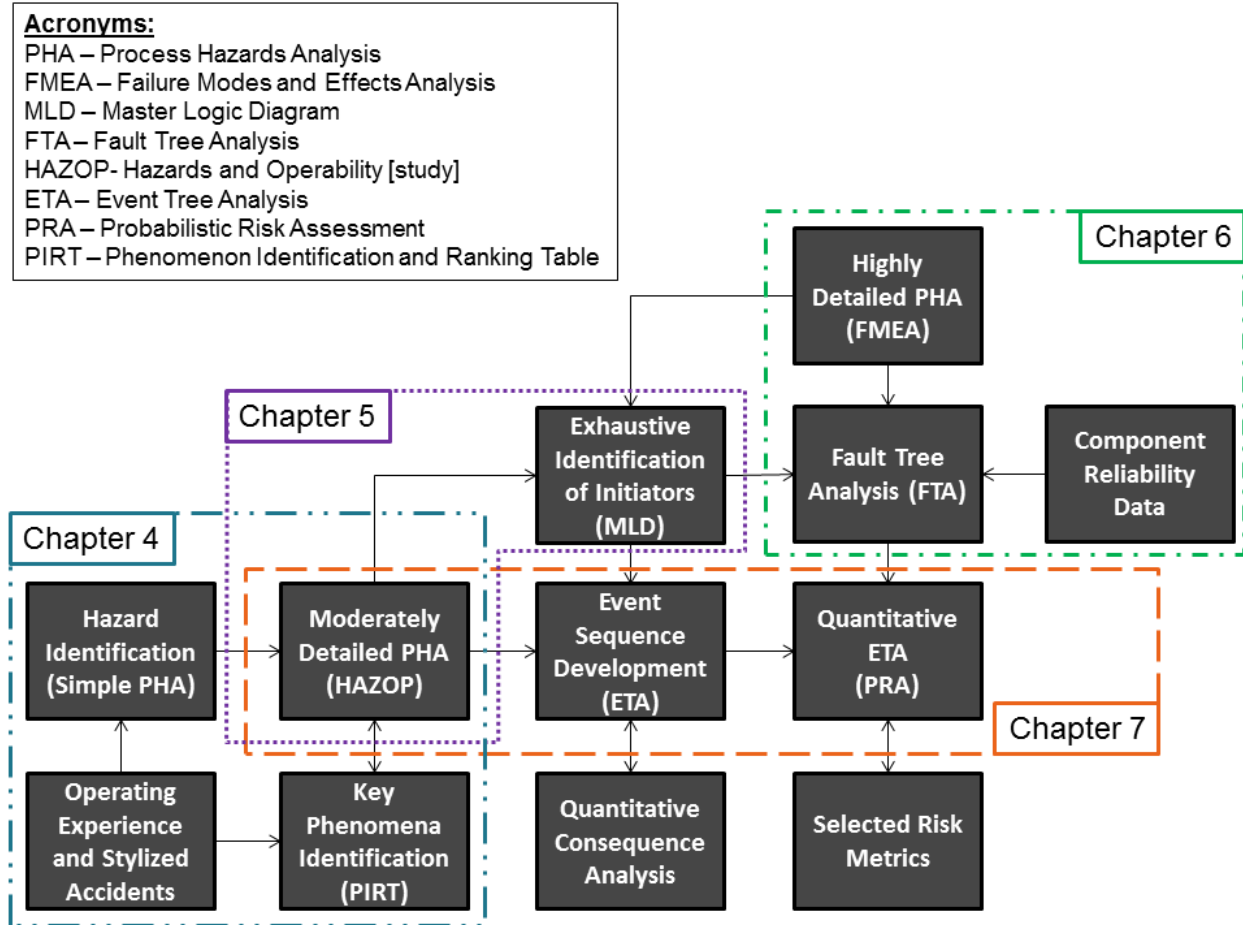 Acronyms:
PHA – Process Hazards Analysis
FMEA – Failure Modes and Effects Analysis
MLD – Master Logic Diagram
FTA – Fault Tree Analysis
HAZOP- Hazards and Operability [study]
ETA – Event Tree Analysis
PRA – Probabilistic Risk Assessment
PIRT – Phenomenon Identification and Ranking Table
Chapter 6
Highly
Detailed PHA
(FMEA)
Chapter 5
Exhaustive
Identification
of Initiators
(MLD)
Fault Tree
Analysis (FTA)
Component
Reliability
Data
Chapter 4
Hazard
Identification
(Simple PHA)
Moderately
Detailed PHA
(HAZOP)
Event
Sequence
Development
(ETA)
Quantitative
ETA
(PRA)
Chapter 7
Operating
Experience
and Stylized
Accidents
Key
Phenomena
Identification
(PIRT)
Quantitative
Consequence
Analysis
Selected Risk
Metrics